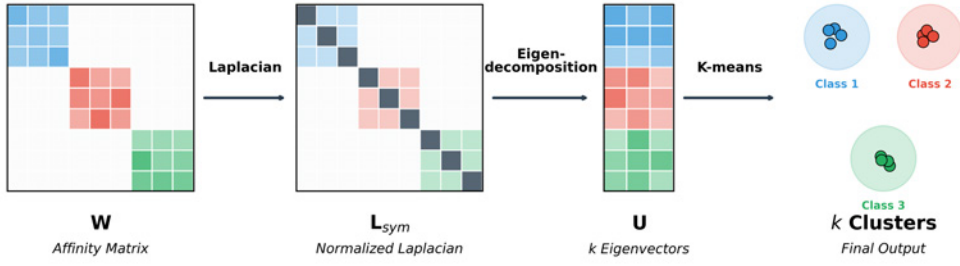 Laplacian
Eigen-
decomposition
K-means
Class 1
Class 2
Class 3
W
Affinity Matrix
L_sym
Normalized Laplacian
U
k Eigenvectors
k Clusters
Final Output